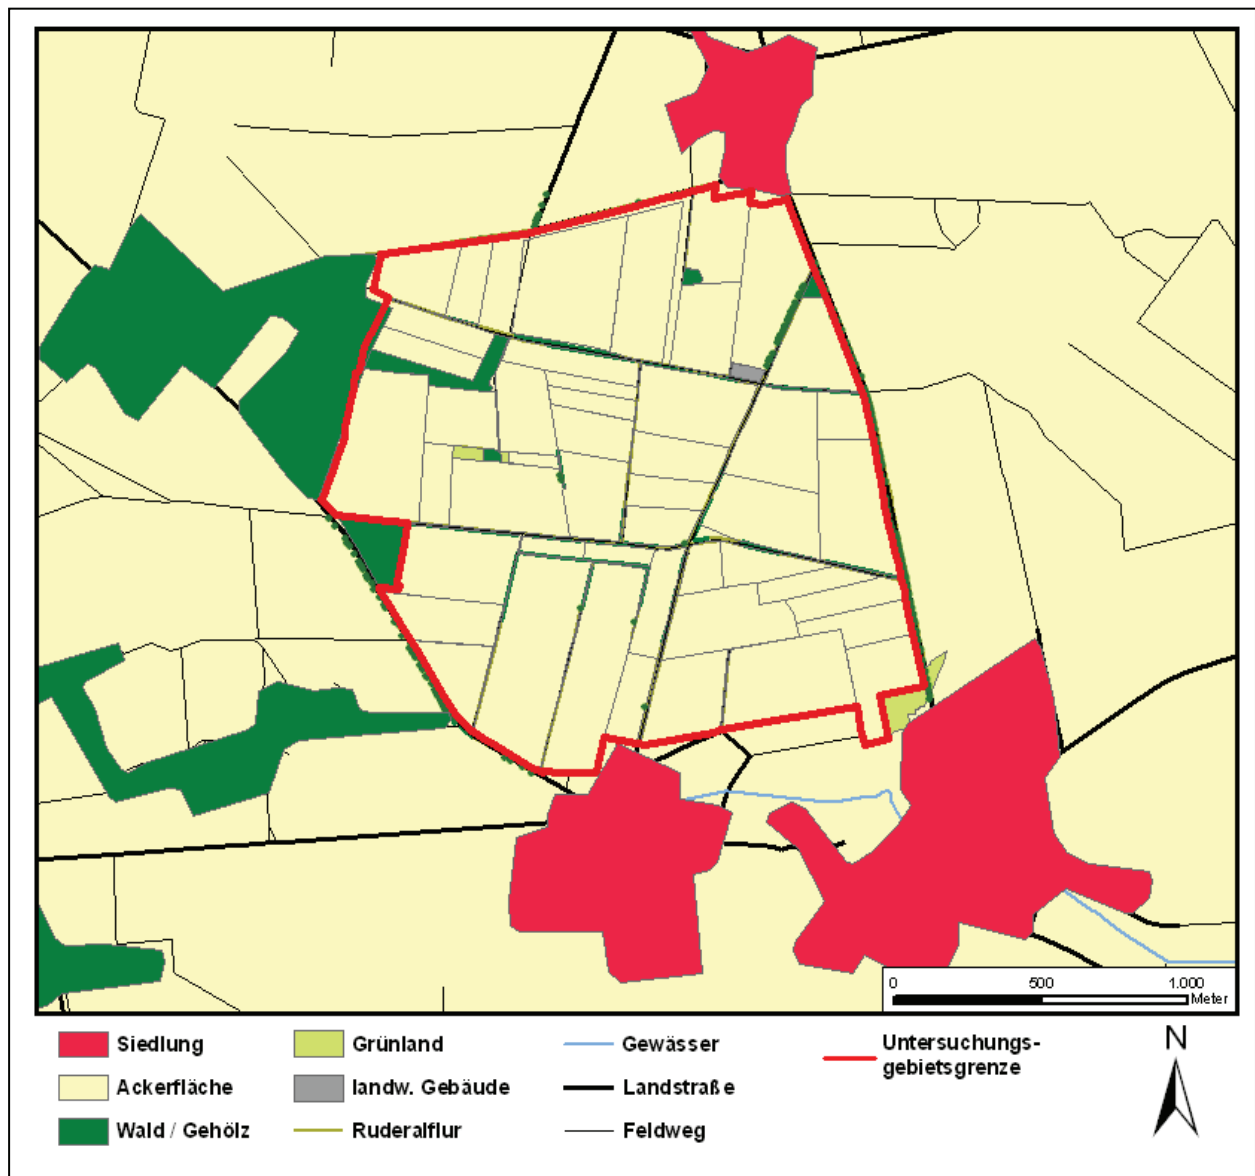 0 500 1.000
Meter
Siedlung
Ackerfläche
Wald / Gehölz
Grünland
landw. Gebäude
Ruderalflur
Gewässer
Landstraße
Feldweg
Untersuchungs-
gebietsgrenze
N